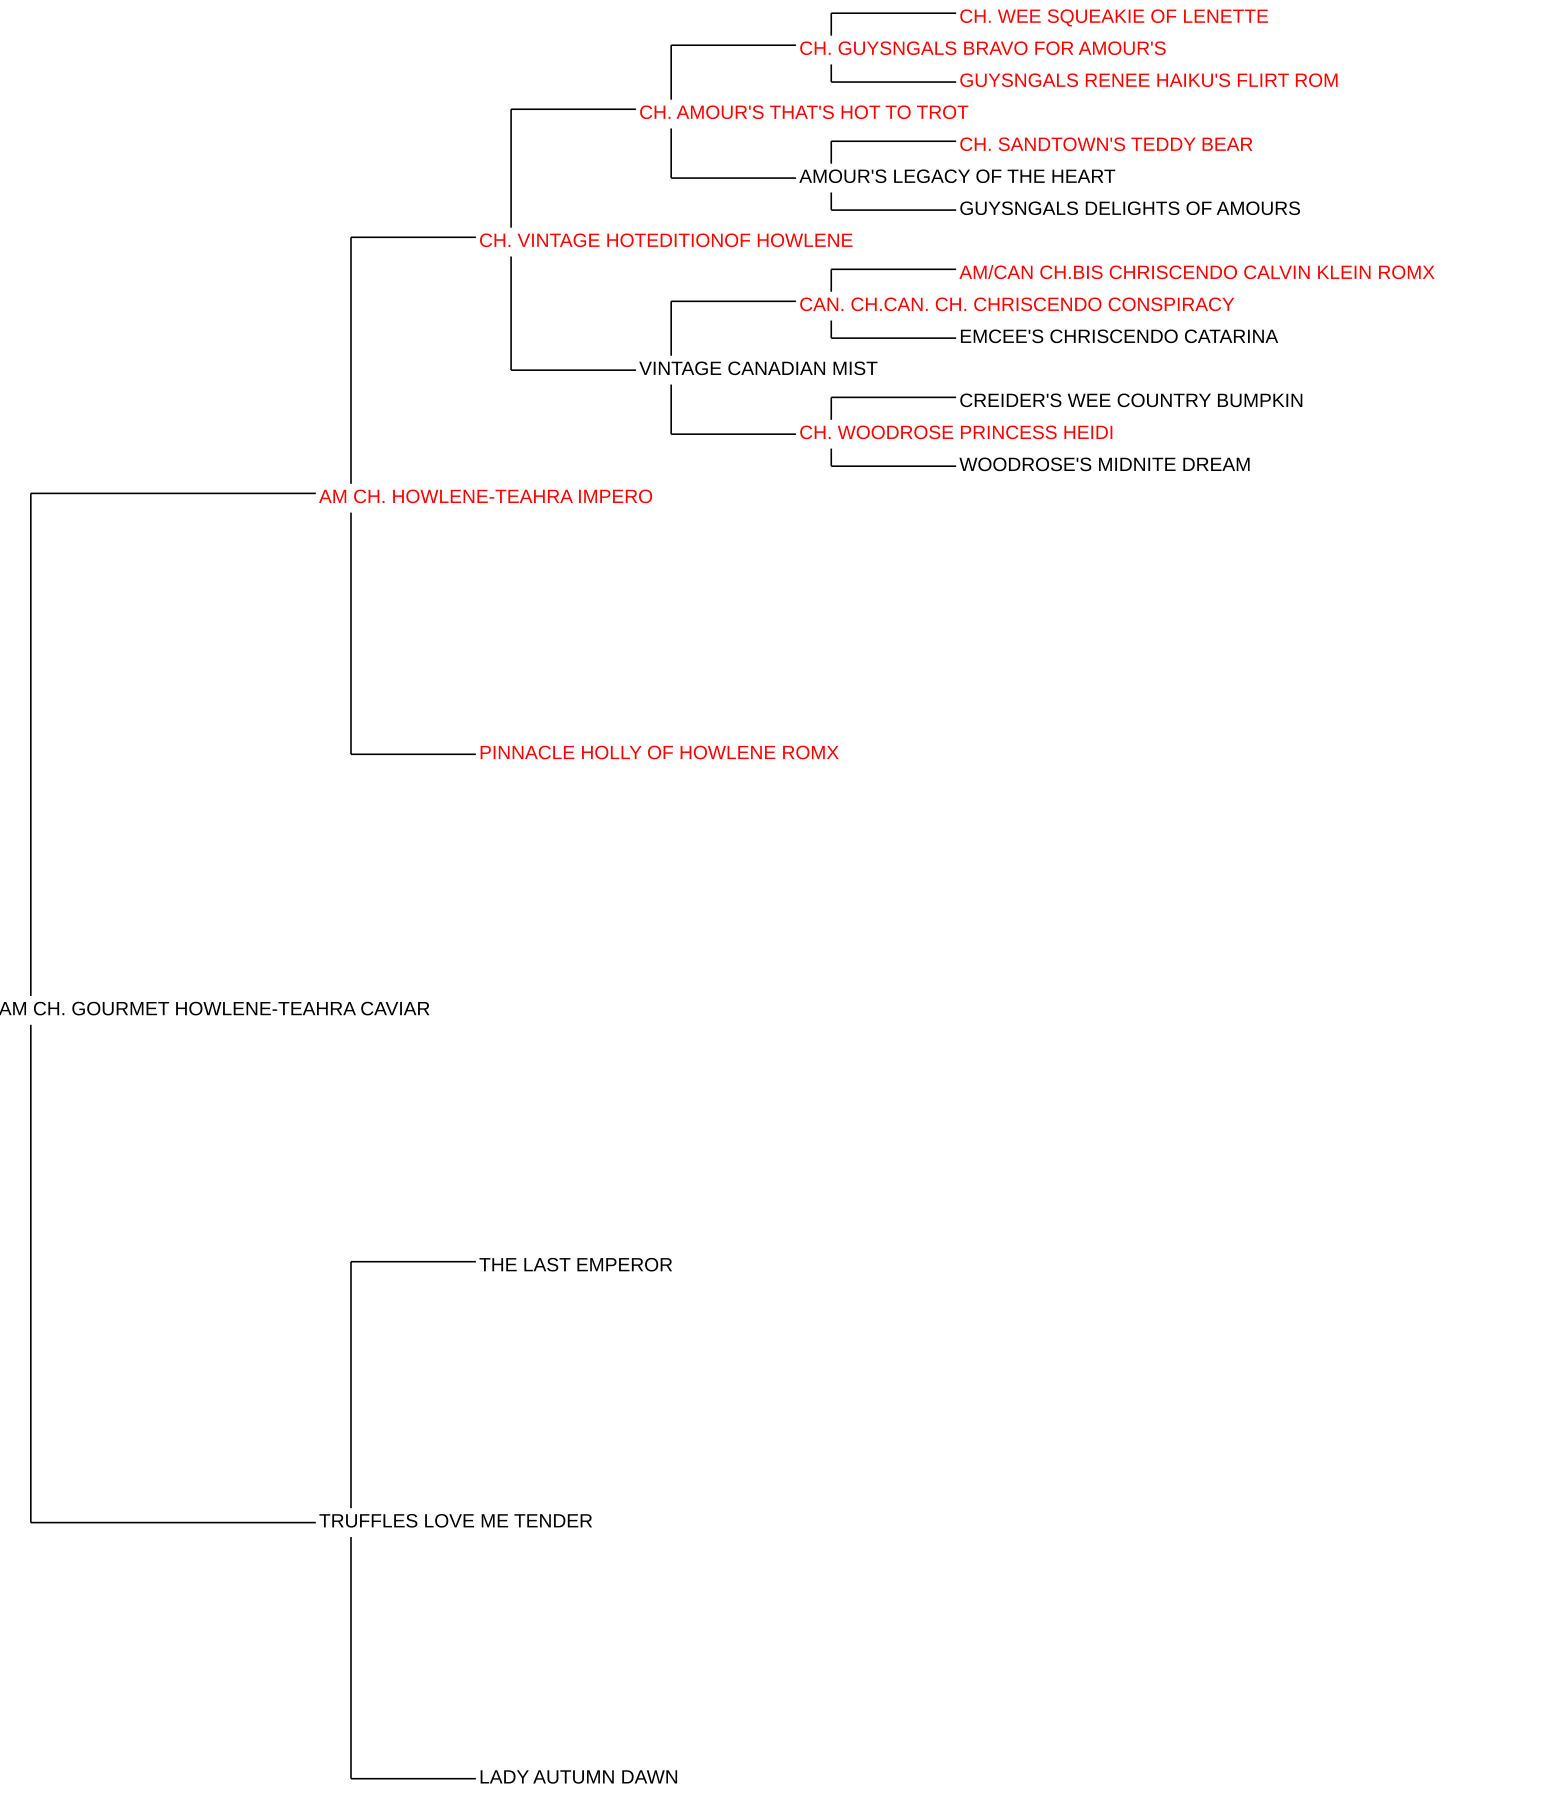 CH. WEE SQUEAKIE OF LENETTE
CH. GUYSNGALS BRAVO FOR AMOUR'S
GUYSNGALS RENEE HAIKU'S FLIRT ROM
CH. AMOUR'S THAT'S HOT TO TROT
CH. SANDTOWN'S TEDDY BEAR
AMOUR'S LEGACY OF THE HEART
GUYSNGALS DELIGHTS OF AMOURS
CH. VINTAGE HOTEDITIONOF HOWLENE
AM/CAN CH.BIS CHRISCENDO CALVIN KLEIN ROMX
CAN. CH.CAN. CH. CHRISCENDO CONSPIRACY
EMCEE'S CHRISCENDO CATARINA
VINTAGE CANADIAN MIST
CREIDER'S WEE COUNTRY BUMPKIN
CH. WOODROSE PRINCESS HEIDI
WOODROSE'S MIDNITE DREAM
AM CH. HOWLENE-TEAHRA IMPERO
PINNACLE HOLLY OF HOWLENE ROMX
AM CH. GOURMET HOWLENE-TEAHRA CAVIAR
THE LAST EMPEROR
TRUFFLES LOVE ME TENDER
LADY AUTUMN DAWN